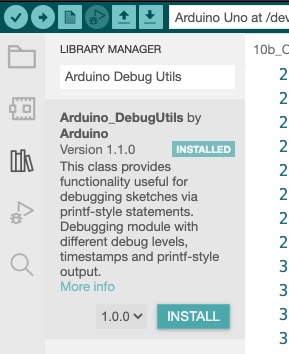 Arduino Uno at /dev
LIBRARY MANAGER
10b_C
Arduino Debug Utils
Arduino_DebugUtils by
Arduino
Version 1.1.0 INSTALLED
This class provides
functionality useful for
debugging sketches via
printf-style statements.
Debugging module with
different debug levels,
timestamps and printf-style
output.
More info
1.0.0 INSTALL
2
2
2
2
2
2
2
2
3
3
3
3